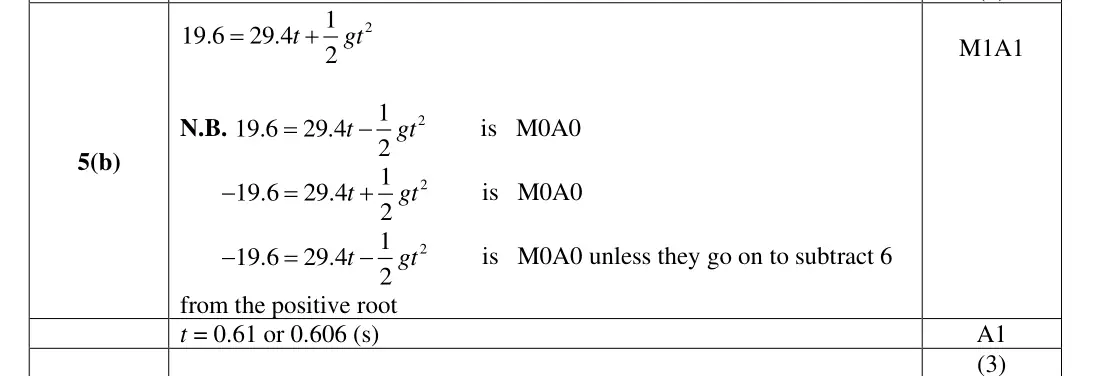 19.6 = 29.4t + 1/2 gt²
M1A1
N.B. 19.6 = 29.4t − 1/2 gt² is M0A0
5(b)
−19.6 = 29.4t + 1/2 gt² is M0A0
−19.6 = 29.4t − 1/2 gt² is M0A0 unless they go on to subtract 6
from the positive root
t = 0.61 or 0.606 (s) A1
(3)